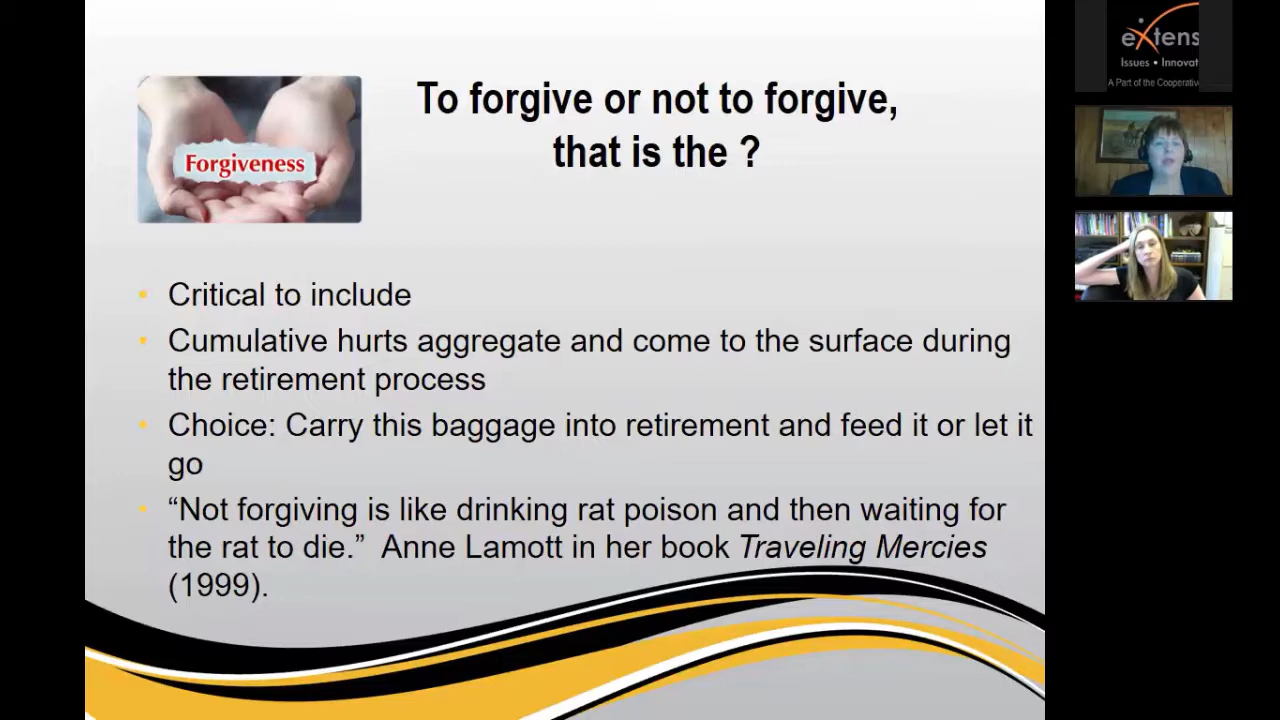 To forgive or not to forgive,
that is the ?
Forgiveness
• Critical to include
• Cumulative hurts aggregate and come to the surface during
the retirement process
• Choice: Carry this baggage into retirement and feed it or let it
go
• “Not forgiving is like drinking rat poison and then waiting for
the rat to die.” Anne Lamott in her book Traveling Mercies
(1999).
eXtens
Issues • Innovat
A Part of the Cooperative